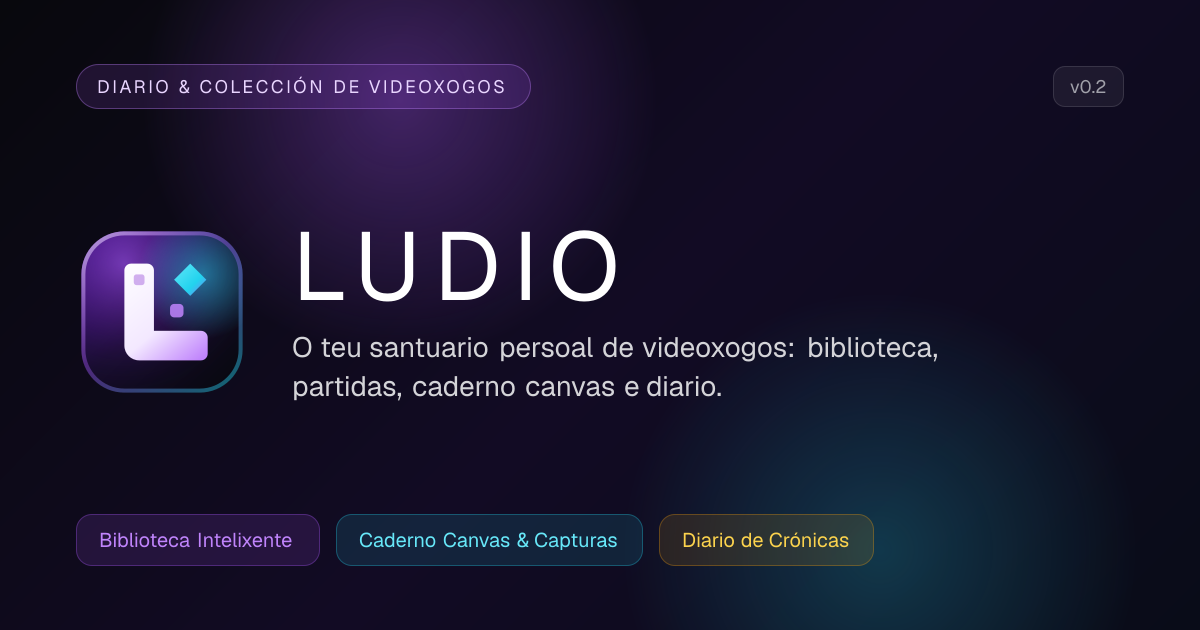 DIARIO & COLECCIÓN DE VIDEOXOGOS
v0.2
LUDIO
O teu santuario persoal de videoxogos: biblioteca,
partidas, caderno canvas e diario.
Biblioteca Intelixente
Caderno Canvas & Capturas
Diario de Crónicas